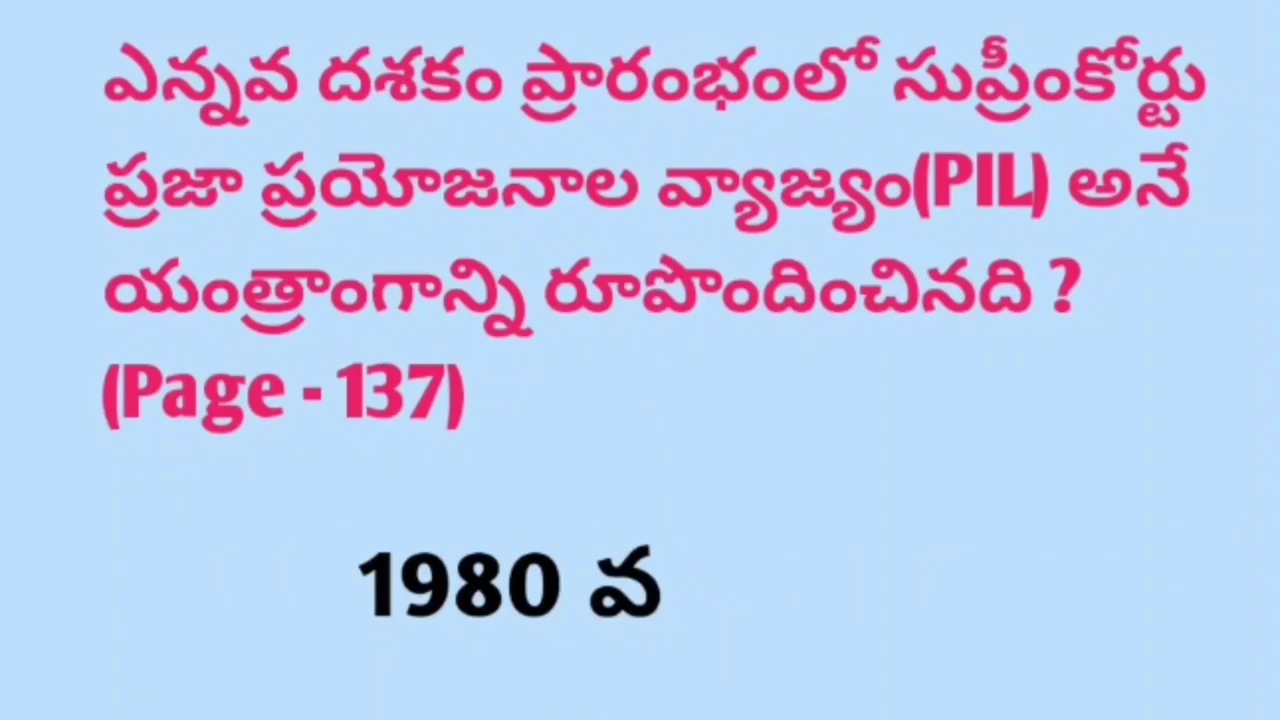 ఎన్నవ దశకం ప్రారంభంలో సుప్రీంకోర్టు
ప్రజా ప్రయోజనాల వ్యాజ్యం(PIL) అనే
యంత్రాంగాన్ని రూపొందించినది ?
(Page - 137)
1980 వ